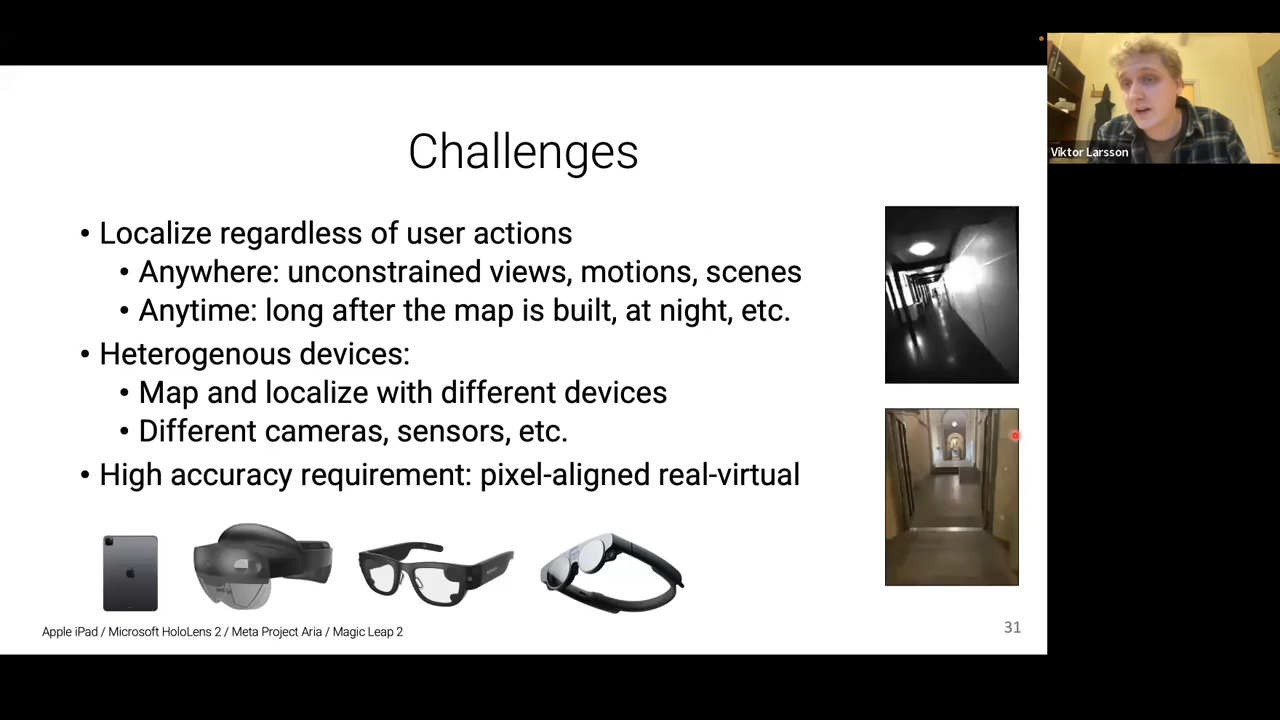 Challenges
• Localize regardless of user actions
• Anywhere: unconstrained views, motions, scenes
• Anytime: long after the map is built, at night, etc.
• Heterogenous devices:
• Map and localize with different devices
• Different cameras, sensors, etc.
• High accuracy requirement: pixel-aligned real-virtual
Apple iPad / Microsoft HoloLens 2 / Meta Project Aria / Magic Leap 2
31
Viktor Larsson